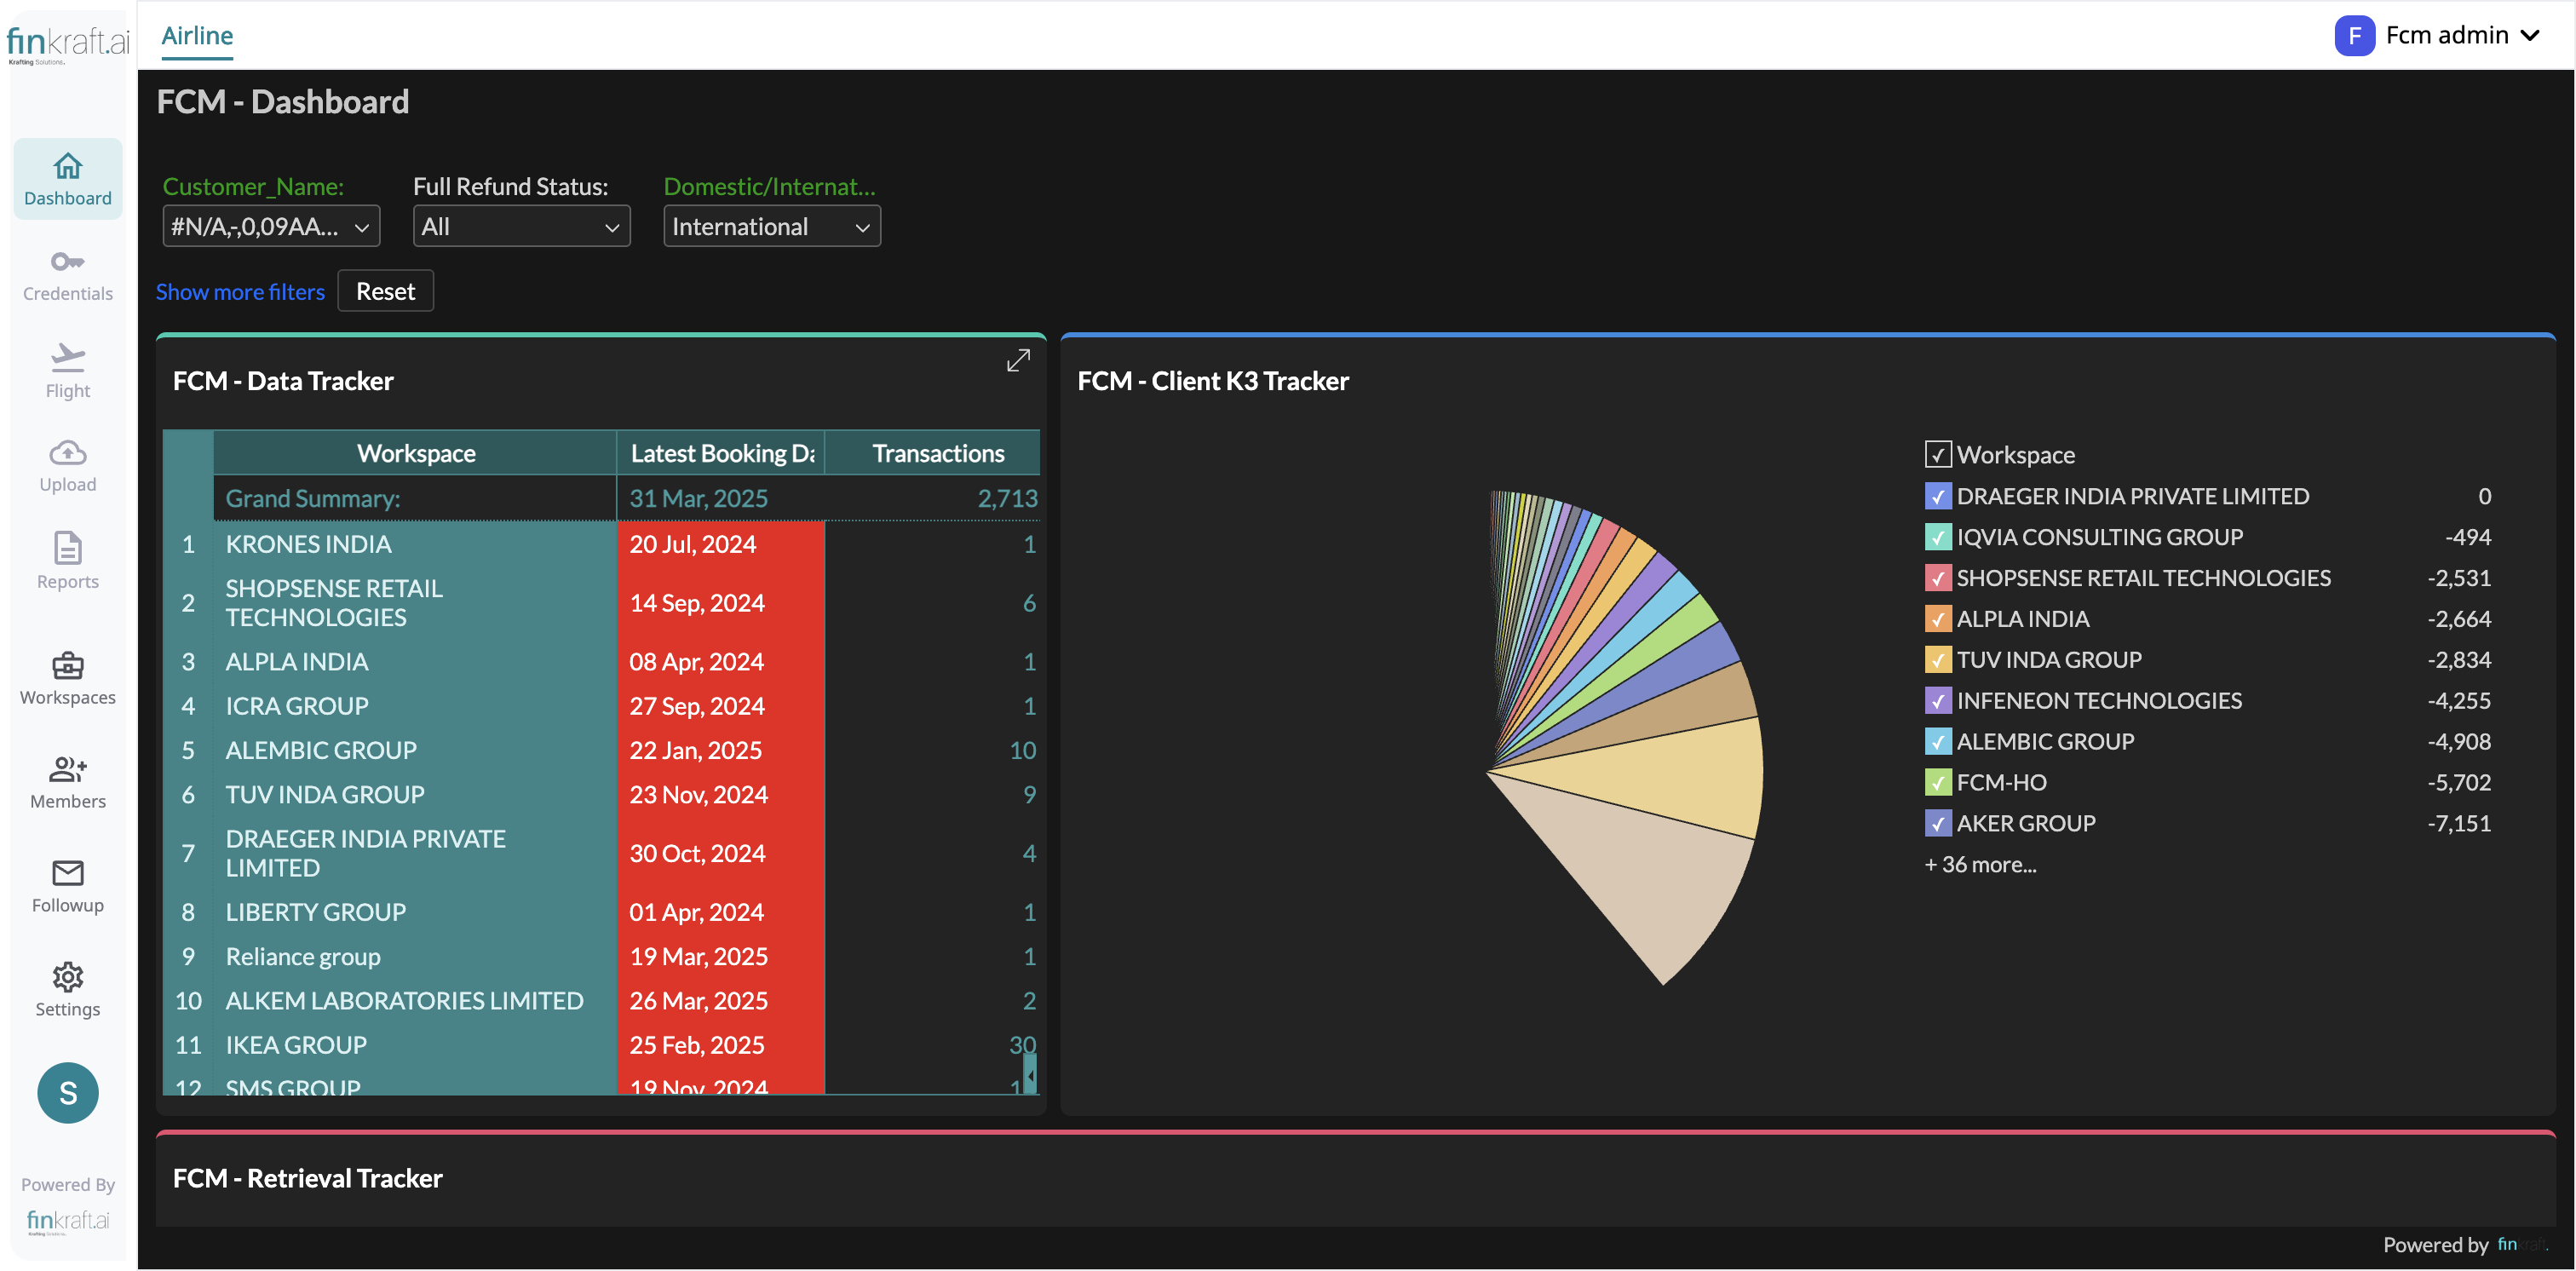 finkraft.ai
Krafting Solutions.
Airline
F
Fcm admin
Dashboard
Credentials
Flight
Upload
Reports
Workspaces
Members
Followup
Settings
S
Powered By
finkraft.ai
Krafting Solutions.
FCM - Dashboard
Customer_Name:
Full Refund Status:
Domestic/Internat...
#N/A,-,0,09AA...
All
International
Show more filters
Reset
FCM - Data Tracker
Workspace Latest Booking Da Transactions
Grand Summary: 31 Mar, 2025 2,713
1 KRONES INDIA 20 Jul, 2024 1
2 SHOPSENSE RETAIL
TECHNOLOGIES 14 Sep, 2024 6
3 ALPLA INDIA 08 Apr, 2024 1
4 ICRA GROUP 27 Sep, 2024 1
5 ALEMBIC GROUP 22 Jan, 2025 10
6 TUV INDA GROUP 23 Nov, 2024 9
7 DRAEGER INDIA PRIVATE
LIMITED 30 Oct, 2024 4
8 LIBERTY GROUP 01 Apr, 2024 1
9 Reliance group 19 Mar, 2025 1
10 ALKEM LABORATORIES LIMITED 26 Mar, 2025 2
11 IKEA GROUP 25 Feb, 2025 30
12 SMS GROUP 19 Nov, 2024
FCM - Client K3 Tracker
Workspace
DRAEGER INDIA PRIVATE LIMITED 0
IQVIA CONSULTING GROUP -494
SHOPSENSE RETAIL TECHNOLOGIES -2,531
ALPLA INDIA -2,664
TUV INDA GROUP -2,834
INFENEON TECHNOLOGIES -4,255
ALEMBIC GROUP -4,908
FCM-HO -5,702
AKER GROUP -7,151
+ 36 more...
FCM - Retrieval Tracker
Powered by finkraft.